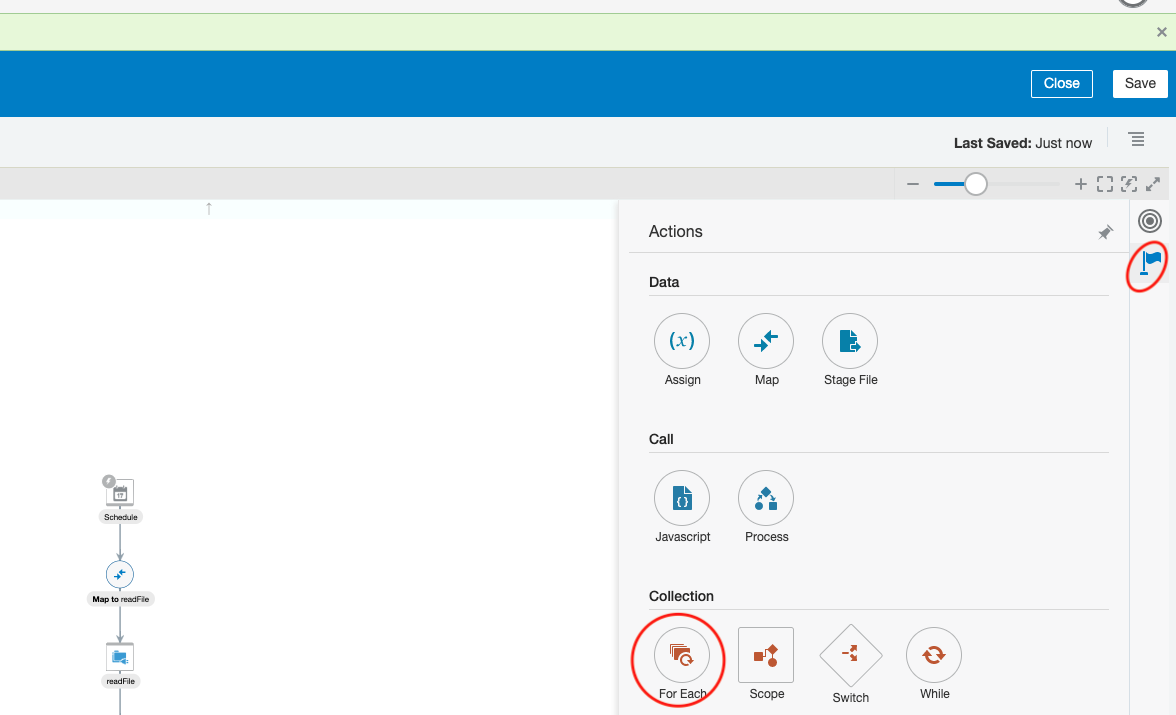 Close Save
Last Saved: Just now
Actions
Data
(x)
Assign Map Stage File
Call
{}
Javascript Process
Collection
For Each Scope Switch While
17
Schedule
Map to readFile
readFile